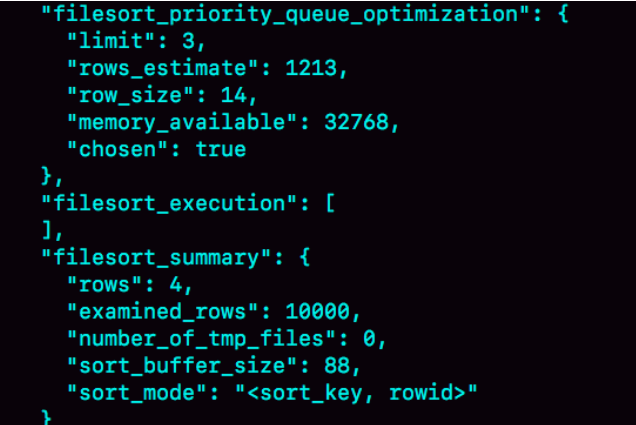 "filesort_priority_queue_optimization": {
"limit": 3,
"rows_estimate": 1213,
"row_size": 14,
"memory_available": 32768,
"chosen": true
},
"filesort_execution": [
],
"filesort_summary": {
"rows": 4,
"examined_rows": 10000,
"number_of_tmp_files": 0,
"sort_buffer_size": 88,
"sort_mode": "<sort_key, rowid>"
}